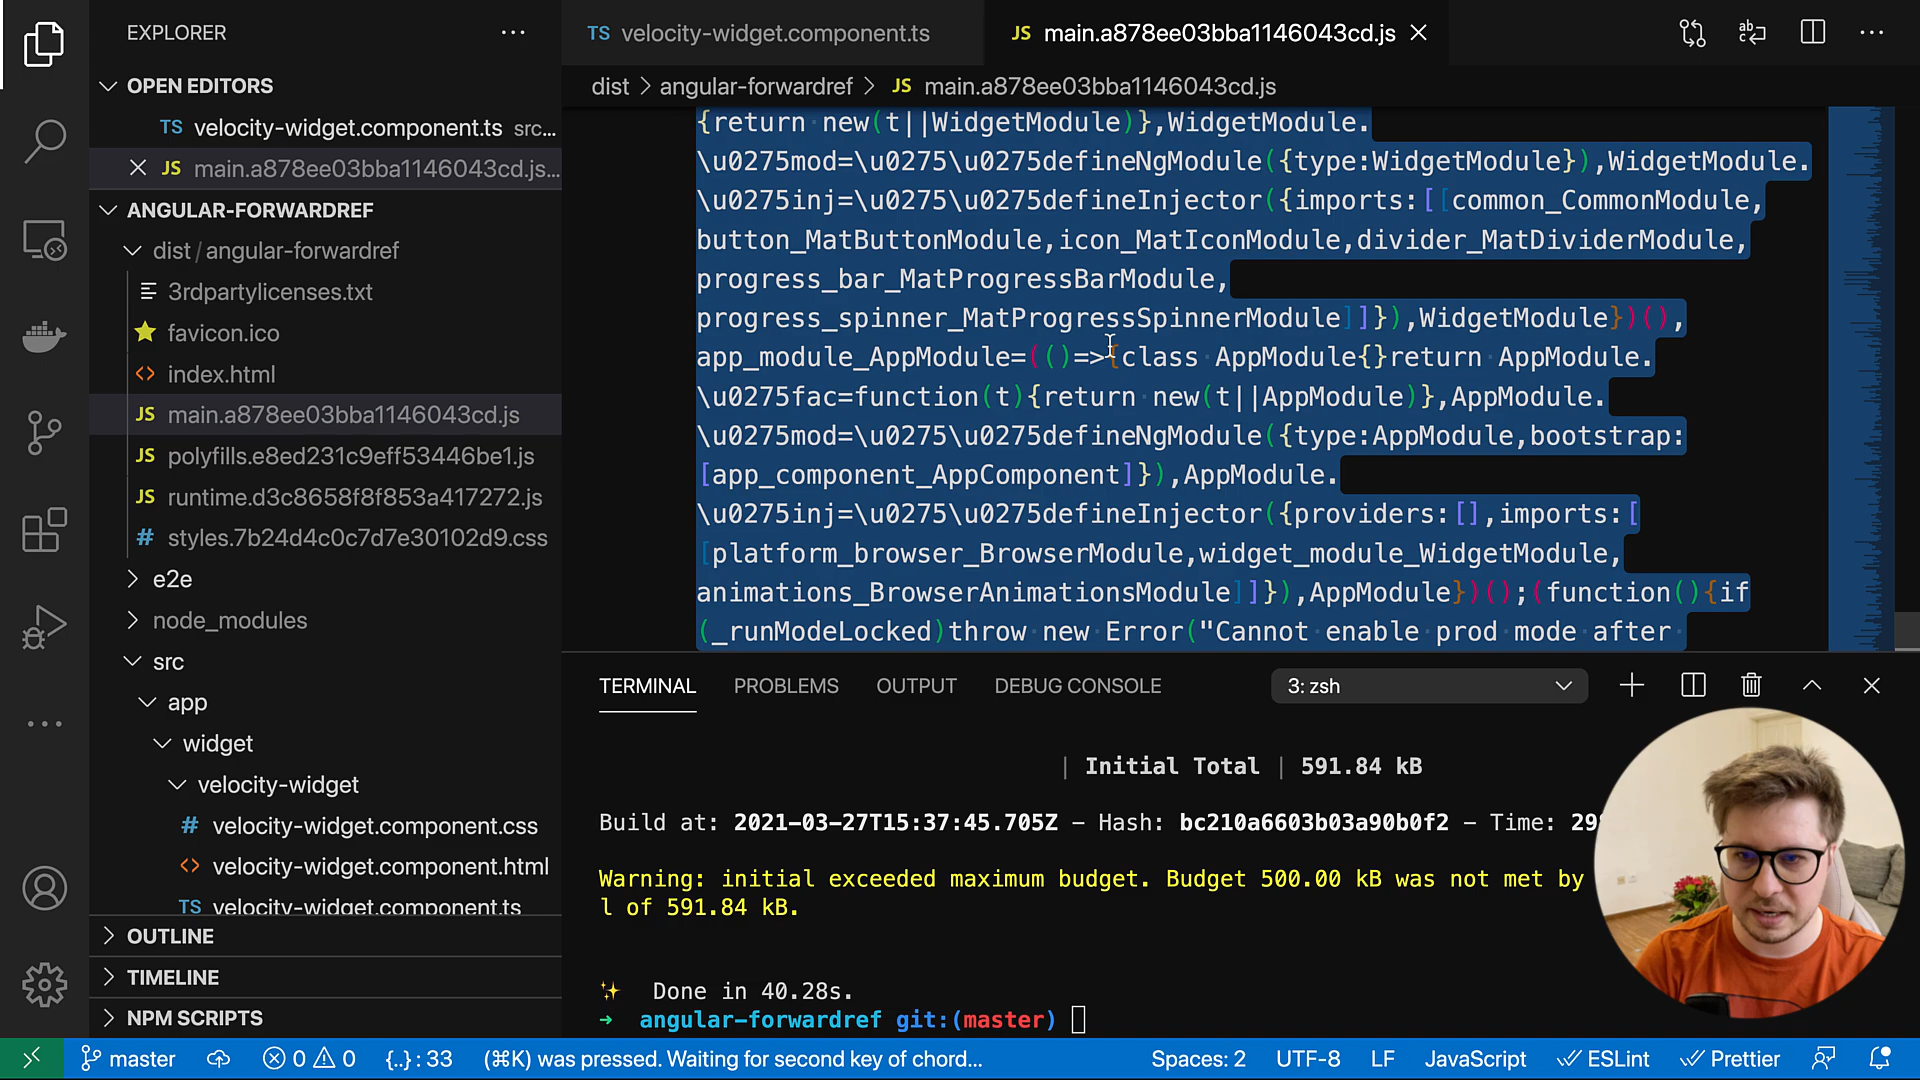 EXPLORER
OPEN EDITORS
TS velocity-widget.component.ts src...
JS main.a878ee03bba1146043cd.js...
ANGULAR-FORWARDREF
dist / angular-forwardref
3rdpartylicenses.txt
favicon.ico
index.html
JS main.a878ee03bba1146043cd.js
JS polyfills.e8ed231c9eff53446be1.js
JS runtime.d3c8658f8f853a417272.js
# styles.7b24d4c0c7d7e30102d9.css
e2e
node_modules
src
app
widget
velocity-widget
# velocity-widget.component.css
<> velocity-widget.component.html
TS velocity-widget.component.ts
OUTLINE
TIMELINE
NPM SCRIPTS
TS velocity-widget.component.ts
JS main.a878ee03bba1146043cd.js
dist > angular-forwardref > JS main.a878ee03bba1146043cd.js
{return new(t||WidgetModule)},WidgetModule.
\u0275mod=\u0275\u0275defineNgModule({type:WidgetModule}),WidgetModule.
\u0275inj=\u0275\u0275defineInjector({imports:[[common_CommonModule,
button_MatButtonModule,icon_MatIconModule,divider_MatDividerModule,
progress_bar_MatProgressBarModule,
progress_spinner_MatProgressSpinnerModule]]}),WidgetModule})(),
app_module_AppModule=(()=>{class AppModule{}return AppModule.
\u0275fac=function(t){return new(t||AppModule)},AppModule.
\u0275mod=\u0275\u0275defineNgModule({type:AppModule,bootstrap:
[app_component_AppComponent]}),AppModule.
\u0275inj=\u0275\u0275defineInjector({providers:[],imports:[
[platform_browser_BrowserModule,widget_module_WidgetModule,
animations_BrowserAnimationsModule]]}),AppModule})();(function(){if
(_runModeLocked)throw new Error("Cannot enable prod mode after
TERMINAL PROBLEMS OUTPUT DEBUG CONSOLE 3: zsh
| Initial Total | 591.84 kB
Build at: 2021-03-27T15:37:45.705Z - Hash: bc210a6603b03a90b0f2 - Time: 29
Warning: initial exceeded maximum budget. Budget 500.00 kB was not met by
l of 591.84 kB.
✨ Done in 40.28s.
→ angular-forwardref git:(master)
master 0 0 {..} : 33 (⌘K) was pressed. Waiting for second key of chord... Spaces: 2 UTF-8 LF JavaScript ESLint Prettier